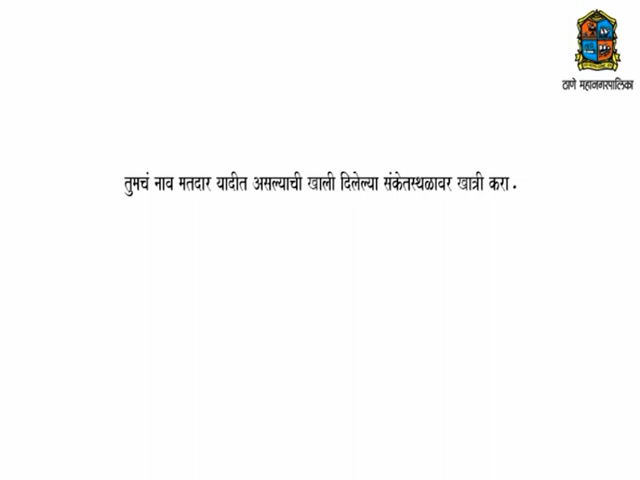 ठाणे महानगरपालिका
तुमचं नाव मतदार यादीत असल्याची खाली दिलेल्या संकेतस्थळावर खात्री करा .